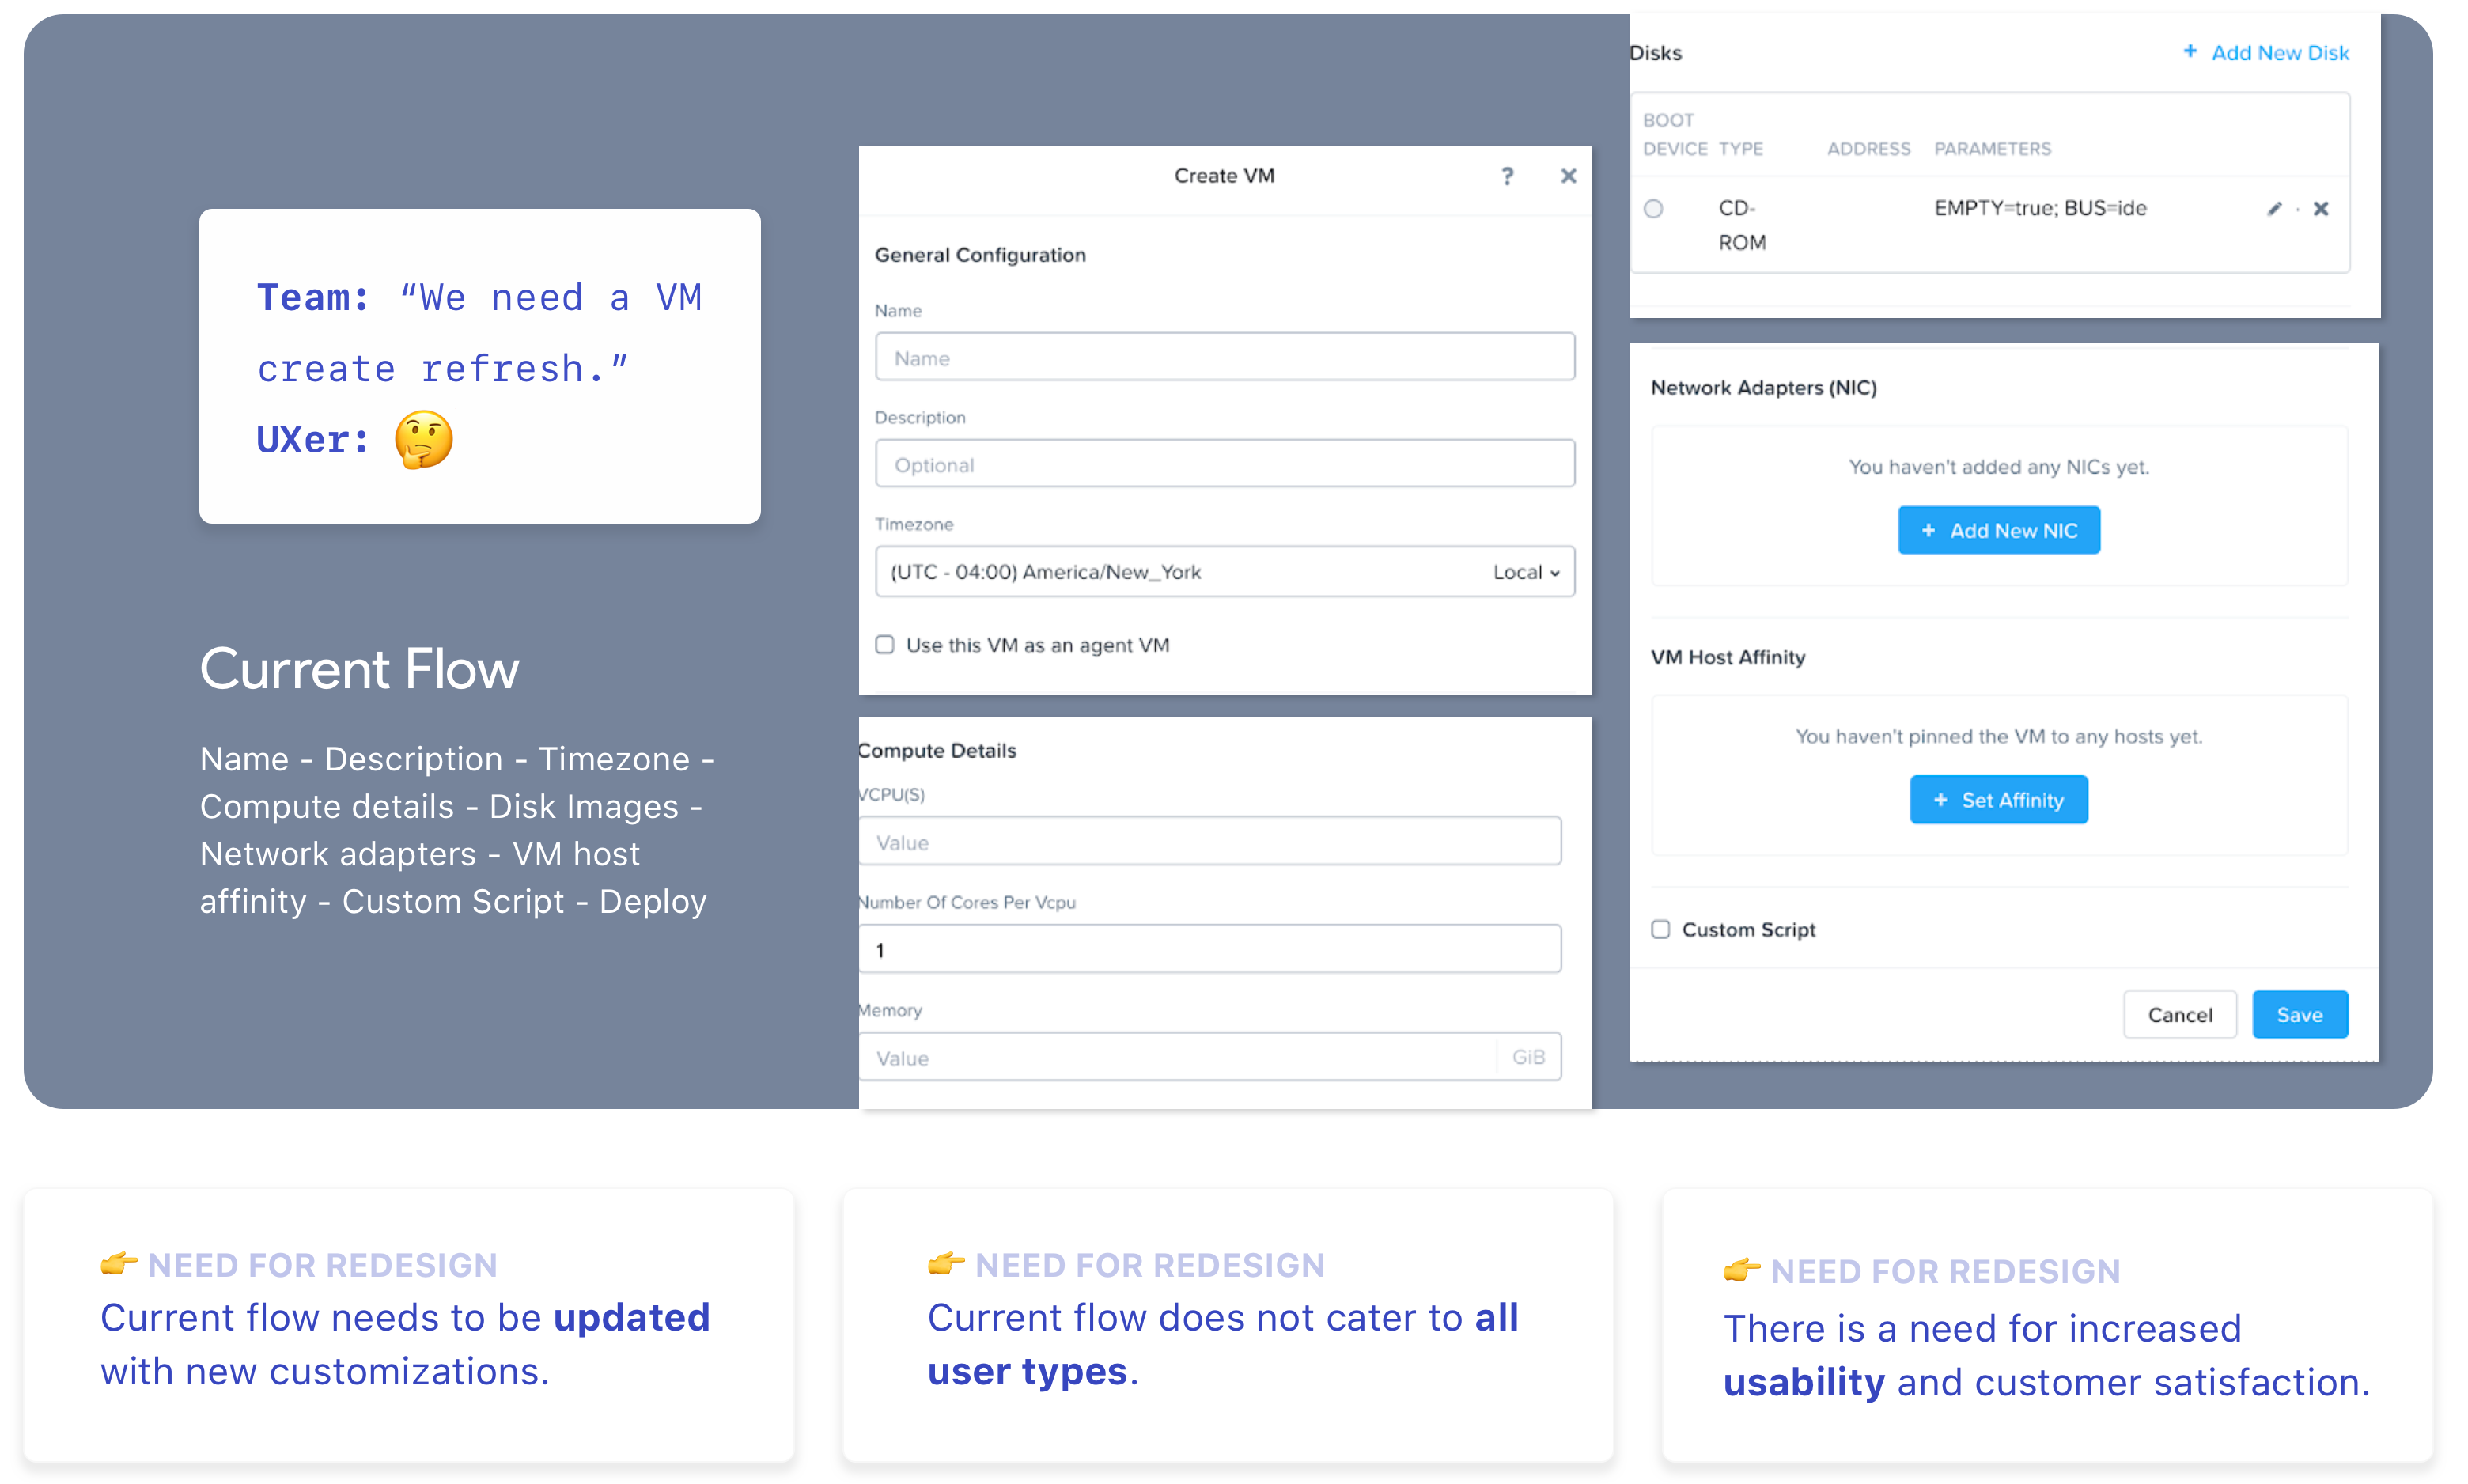 Team: “We need a VM
create refresh.”
UXer: 🤔
Current Flow
Name - Description - Timezone -
Compute details - Disk Images -
Network adapters - VM host
affinity - Custom Script - Deploy
Create VM ? ×
General Configuration
Name
Name
Description
Optional
Timezone
(UTC - 04:00) America/New_York Local
Use this VM as an agent VM
Compute Details
VCPU(S)
Value
Number Of Cores Per Vcpu
1
Memory
Value GiB
Disks + Add New Disk
BOOT
DEVICE TYPE ADDRESS PARAMETERS
CD- EMPTY=true; BUS=ide
ROM
Network Adapters (NIC)
You haven't added any NICs yet.
+ Add New NIC
VM Host Affinity
You haven't pinned the VM to any hosts yet.
+ Set Affinity
Custom Script
Cancel Save
👉 NEED FOR REDESIGN
Current flow needs to be updated
with new customizations.
👉 NEED FOR REDESIGN
Current flow does not cater to all
user types.
👉 NEED FOR REDESIGN
There is a need for increased
usability and customer satisfaction.